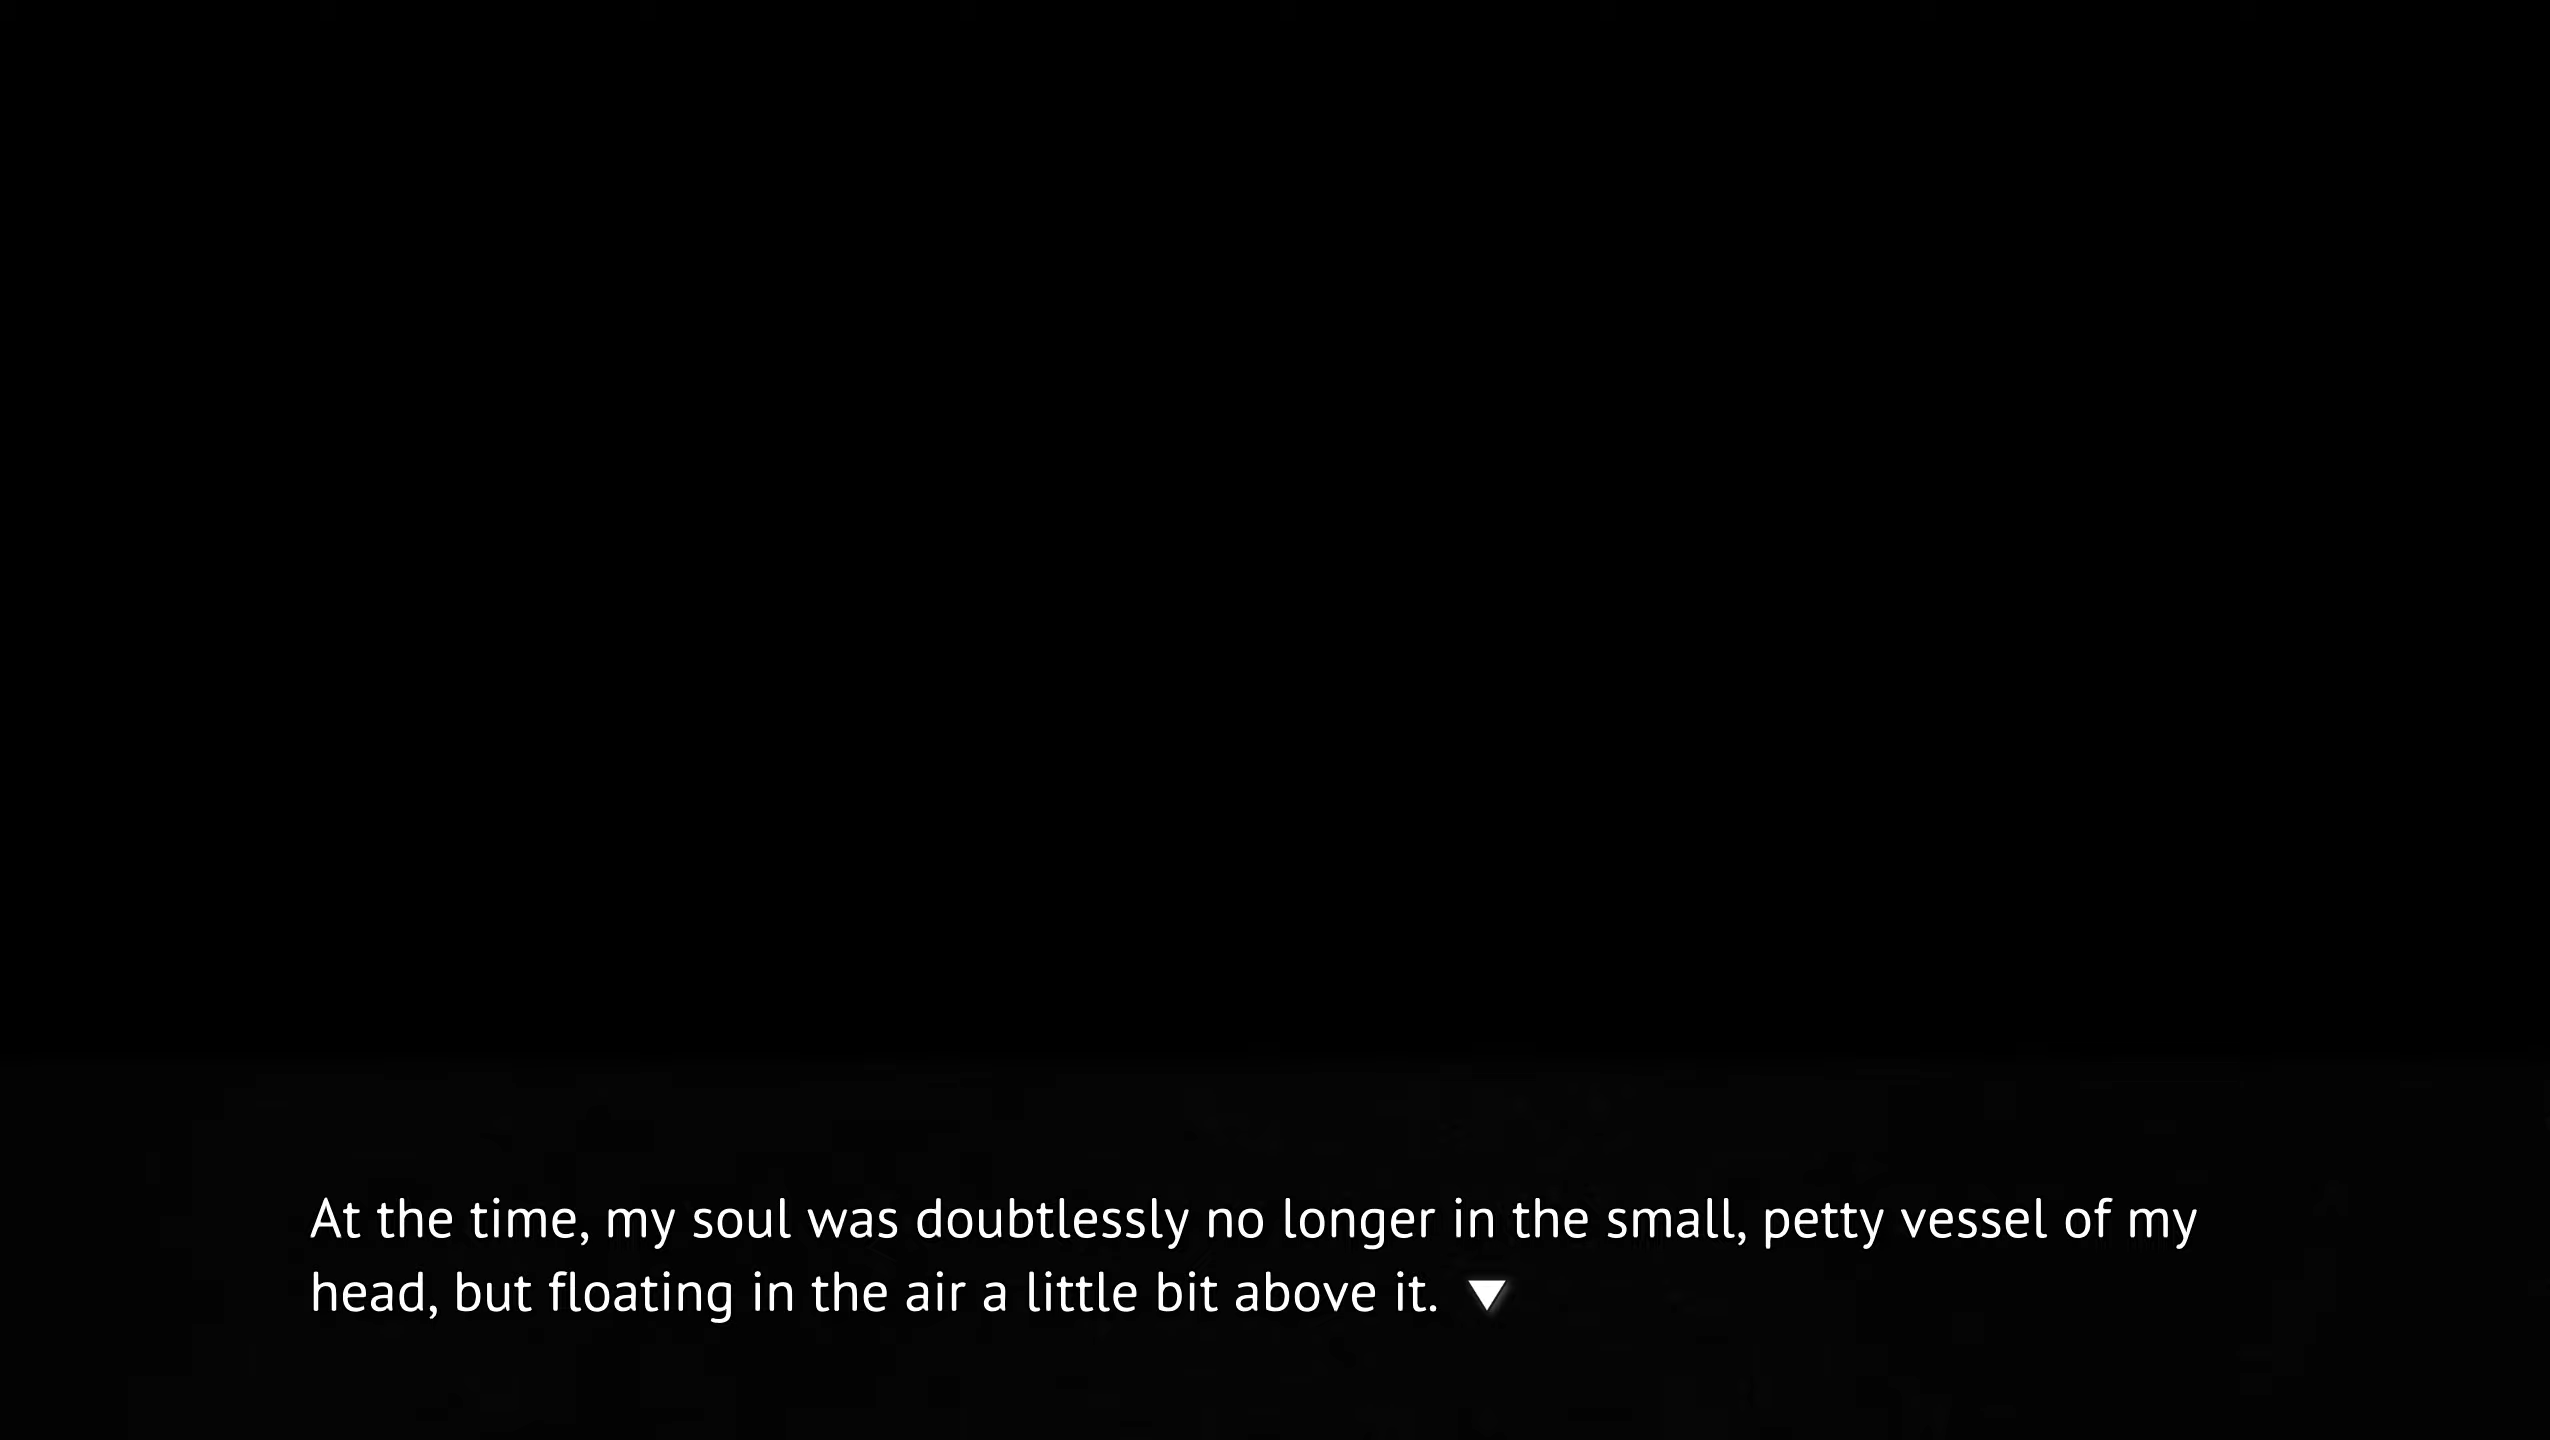 At the time, my soul was doubtlessly no longer in the small, petty vessel of my
head, but floating in the air a little bit above it.